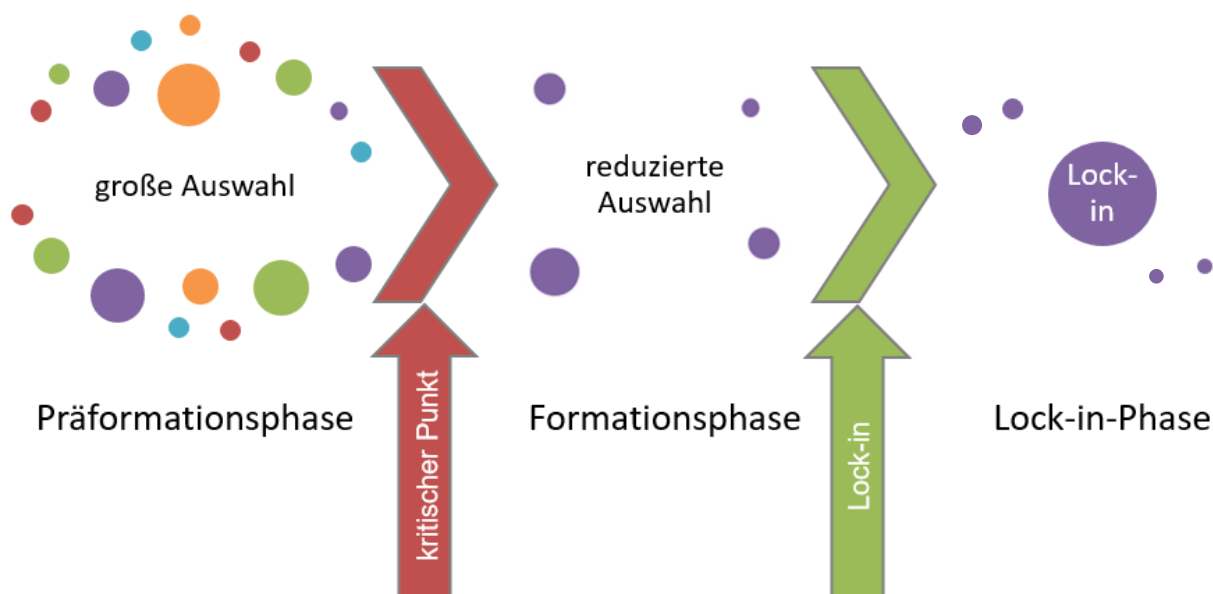 große Auswahl
reduzierte
Auswahl
Lock-
in
Präformationsphase
kritischer Punkt
Formationsphase
Lock-in
Lock-in-Phase